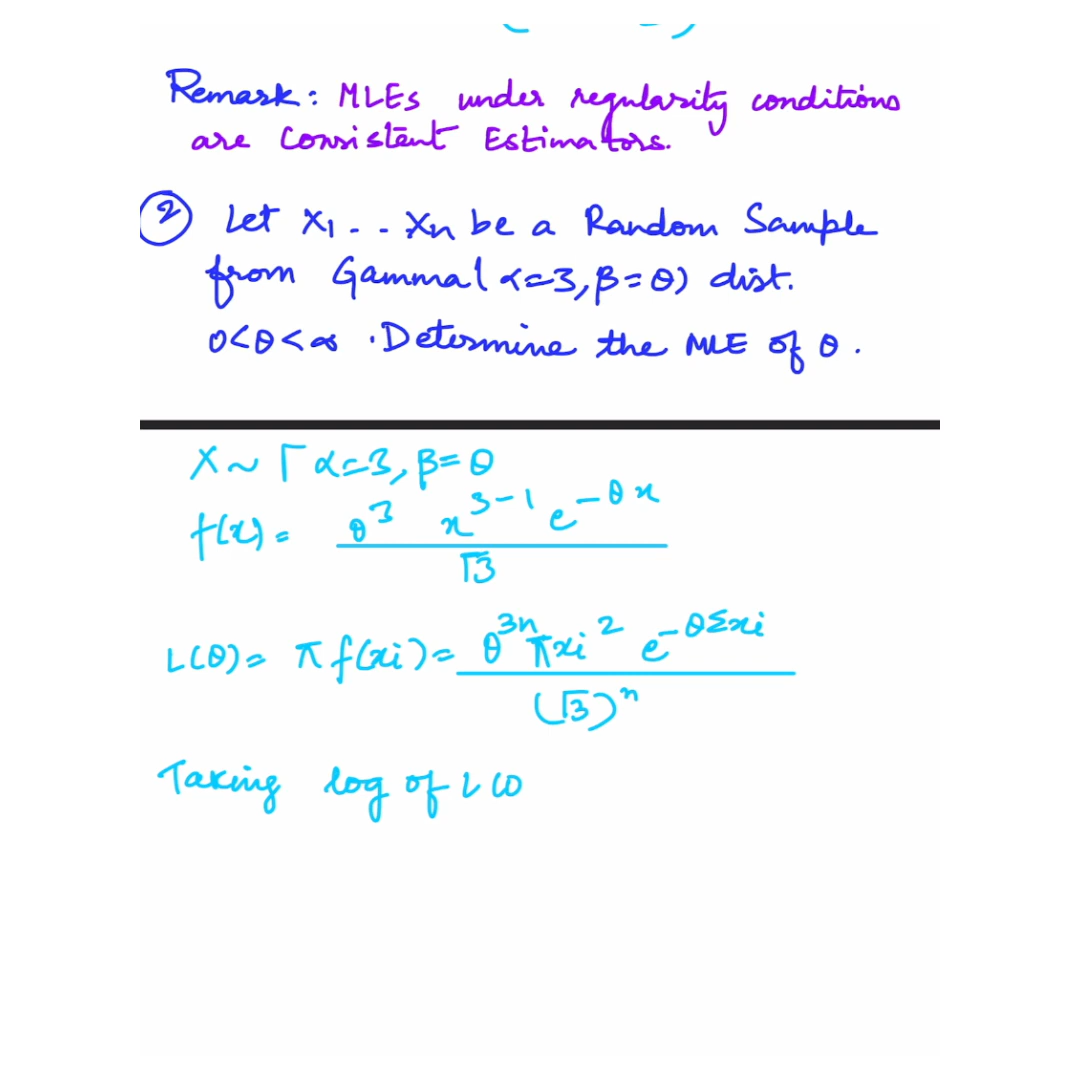 Remark: MLEs under regularity conditions
are Consistent Estimators.
② Let X1 . . Xn be a Random Sample
from Gamma( α=3, β=θ) dist.
0<θ<∞ . Determine the MLE of θ.
X ~ Γ α=3, β=θ
f(x) = θ^3 x^(3-1) e^(-θx) / Γ3
L(θ) = π f(xi) = θ^(3n) π xi^2 e^(-θΣxi) / (Γ3)^n
Taking log of L(θ)